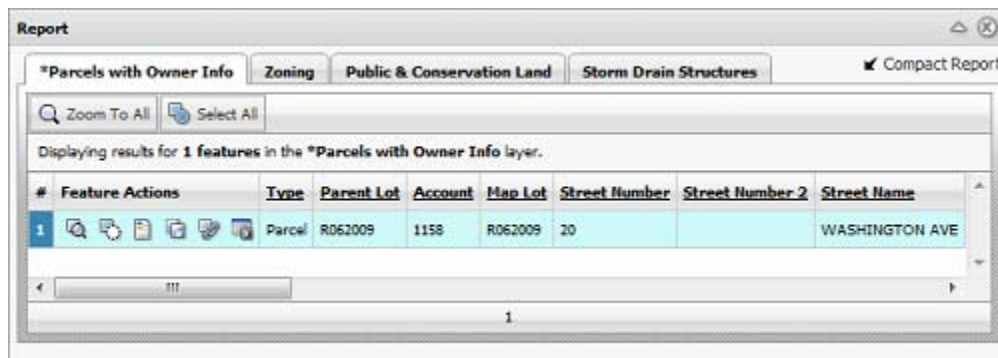 Report
*Parcels with Owner Info Zoning Public & Conservation Land Storm Drain Structures Compact Report
Zoom To All Select All
Displaying results for 1 features in the *Parcels with Owner Info layer.
# Feature Actions Type Parent Lot Account Map Lot Street Number Street Number 2 Street Name
1 Parcel R062009 1158 R062009 20 WASHINGTON AVE
1